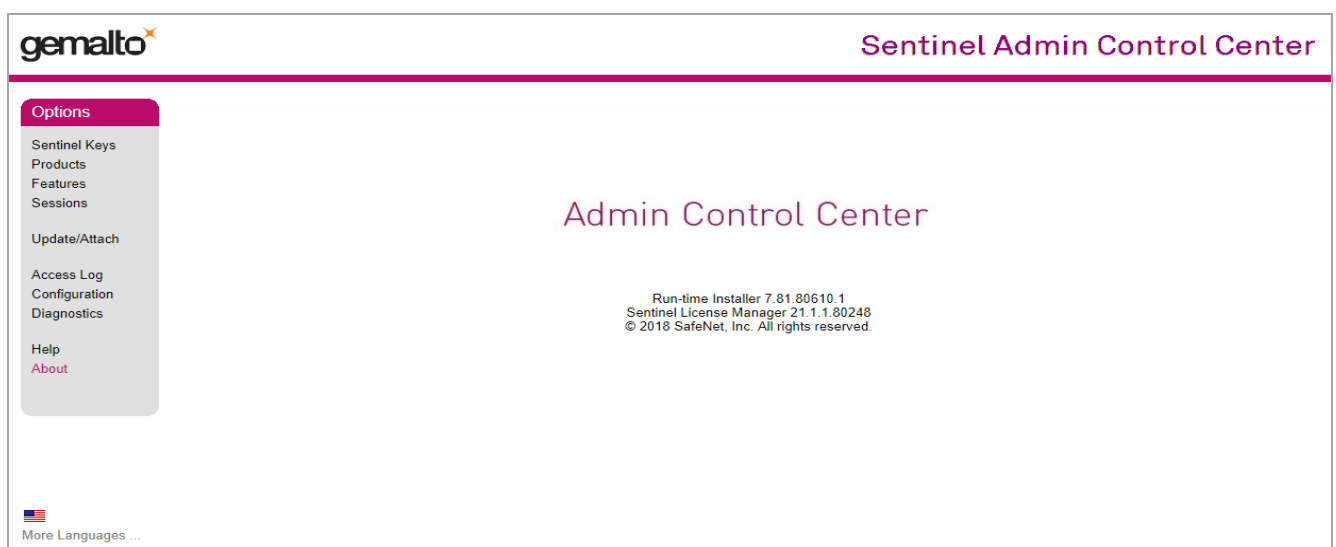 gemalto
Sentinel Admin Control Center
Options
Sentinel Keys
Products
Features
Sessions
Update/Attach
Access Log
Configuration
Diagnostics
Help
About
Admin Control Center
Run-time Installer 7.81.80610.1
Sentinel License Manager 21.1.1.80248
© 2018 SafeNet, Inc. All rights reserved.
More Languages ...